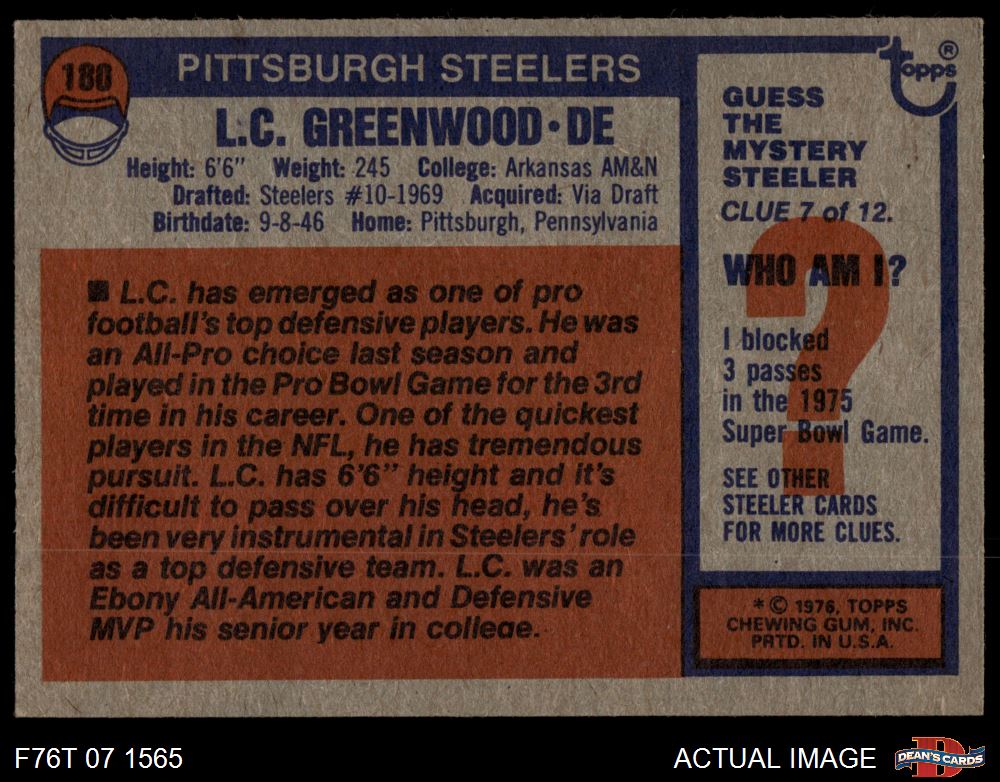 180
PITTSBURGH STEELERS
L.C. GREENWOOD • DE
Height: 6'6" Weight: 245 College: Arkansas AM&N
Drafted: Steelers #10-1969 Acquired: Via Draft
Birthdate: 9-8-46 Home: Pittsburgh, Pennsylvania
■ L.C. has emerged as one of pro
football's top defensive players. He was
an All-Pro choice last season and
played in the Pro Bowl Game for the 3rd
time in his career. One of the quickest
players in the NFL, he has tremendous
pursuit. L.C. has 6'6" height and it's
difficult to pass over his head, he's
been very instrumental in Steelers' role
as a top defensive team. L.C. was an
Ebony All-American and Defensive
MVP his senior year in college.
topps®
GUESS
THE
MYSTERY
STEELER
CLUE 7 of 12.
WHO AM I?
?
I blocked
3 passes
in the 1975
Super Bowl Game.
SEE OTHER
STEELER CARDS
FOR MORE CLUES.
* © 1976, TOPPS
CHEWING GUM, INC.
PRTD. IN U.S.A.
F76T 07 1565
ACTUAL IMAGE
D
DEAN'S CARDS